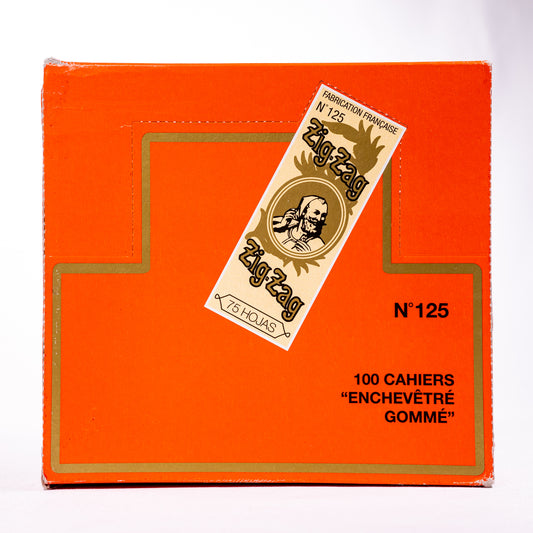 FABRICATION FRANÇAISE
N°125
Zig-Zag
Zig-Zag
75 HOJAS
N°125
100 CAHIERS
“ENCHEVÊTRÉ
GOMMÉ”